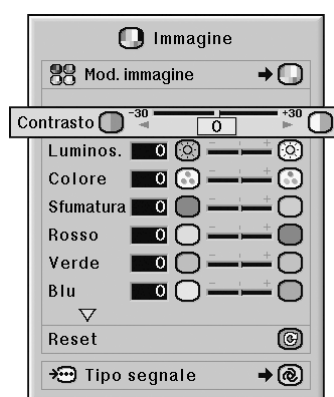 Immagine
Mod. immagine
Contrasto -30 0 +30
Luminos. 0 - +
Colore 0 - +
Sfumatura 0 - +
Rosso 0 - +
Verde 0 - +
Blu 0 - +
Reset
Tipo segnale